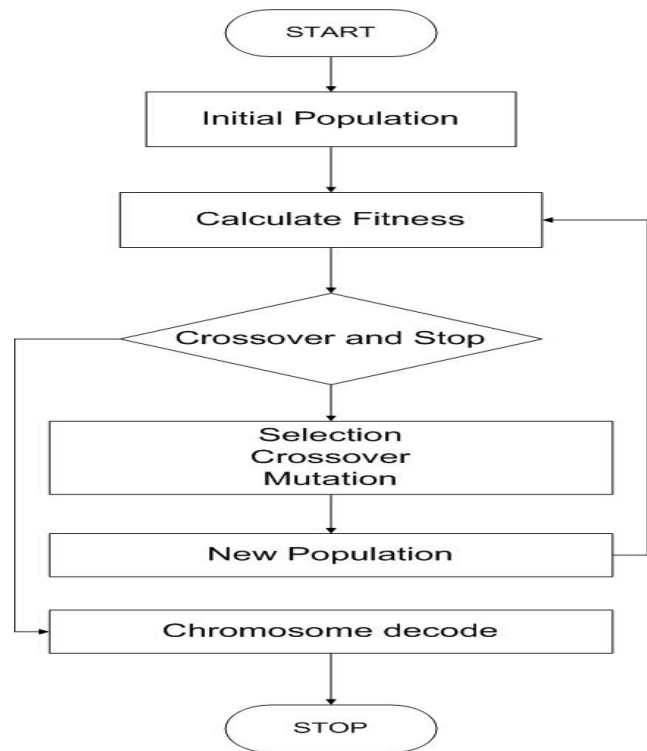 START
Initial Population
Calculate Fitness
Crossover and Stop
Selection
Crossover
Mutation
New Population
Chromosome decode
STOP